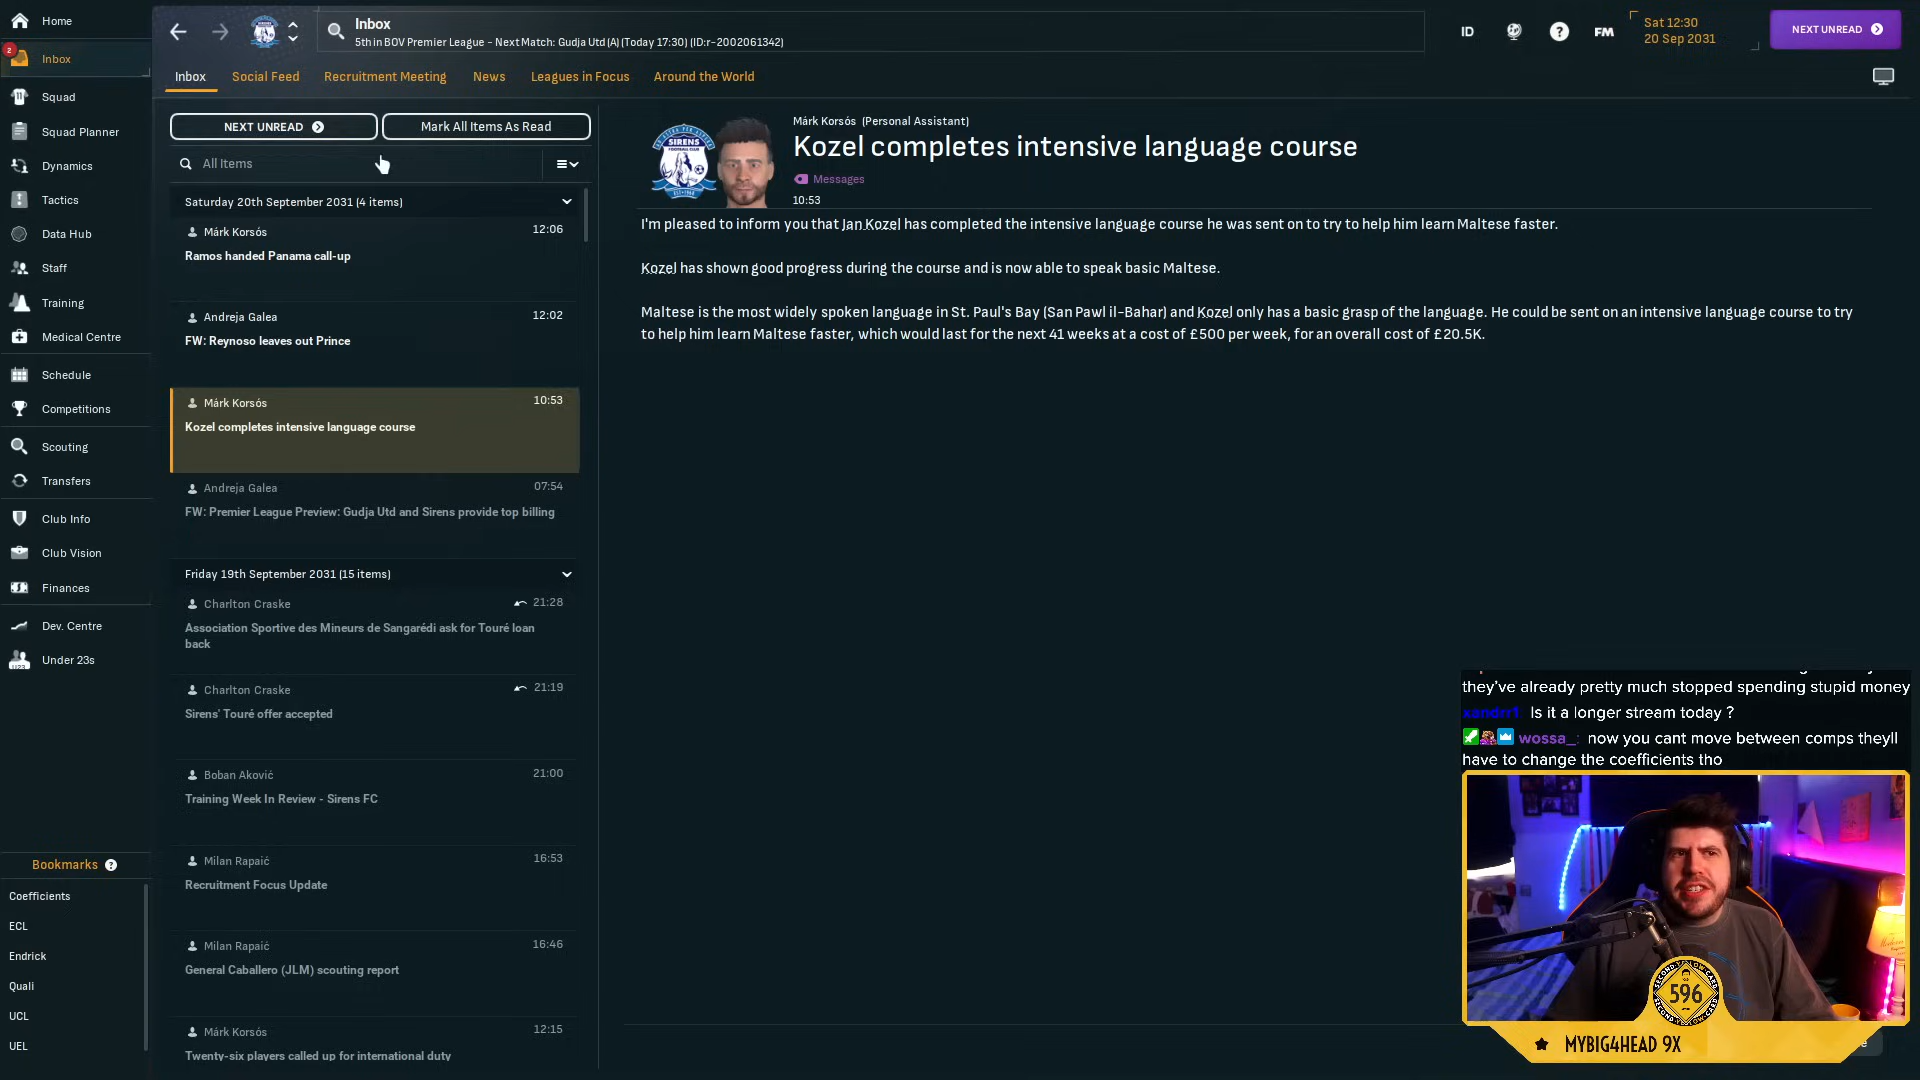 Home
2
Inbox
Squad
Squad Planner
Dynamics
Tactics
Data Hub
Staff
Training
Medical Centre
Schedule
Competitions
Scouting
Transfers
Club Info
Club Vision
Finances
Dev. Centre
Under 23s
Bookmarks ?
Coefficients
ECL
Endrick
Quali
UCL
UEL
Inbox
5th in BOV Premier League - Next Match: Gudja Utd (A) (Today 17:30) (ID:r-2002061342)
ID
?
FM
Sat 12:30
20 Sep 2031
NEXT UNREAD
Inbox Social Feed Recruitment Meeting News Leagues in Focus Around the World
NEXT UNREAD
Mark All Items As Read
All Items
Saturday 20th September 2031 (4 items)
Márk Korsós 12:06
Ramos handed Panama call-up
Andreja Galea 12:02
FW: Reynoso leaves out Prince
Márk Korsós 10:53
Kozel completes intensive language course
Andreja Galea 07:54
FW: Premier League Preview: Gudja Utd and Sirens provide top billing
Friday 19th September 2031 (15 items)
Charlton Craske 21:28
Association Sportive des Mineurs de Sangarédi ask for Touré loan
back
Charlton Craske 21:19
Sirens' Touré offer accepted
Boban Aković 21:00
Training Week In Review - Sirens FC
Milan Rapaić 16:53
Recruitment Focus Update
Milan Rapaić 16:46
General Caballero (JLM) scouting report
Márk Korsós 12:15
Twenty-six players called up for international duty
SIRENS
Márk Korsós (Personal Assistant)
Kozel completes intensive language course
Messages
10:53
I'm pleased to inform you that Jan Kozel has completed the intensive language course he was sent on to try to help him learn Maltese faster.
Kozel has shown good progress during the course and is now able to speak basic Maltese.
Maltese is the most widely spoken language in St. Paul's Bay (San Pawl il-Bahar) and Kozel only has a basic grasp of the language. He could be sent on an intensive language course to try
to help him learn Maltese faster, which would last for the next 41 weeks at a cost of £500 per week, for an overall cost of £20.5K.
they've already pretty much stopped spending stupid money
xandrr1 Is it a longer stream today ?
wossa_: now you cant move between comps theyll
have to change the coefficients tho
SECOND YELLOW CARD
596
MYBIG4HEAD 9X